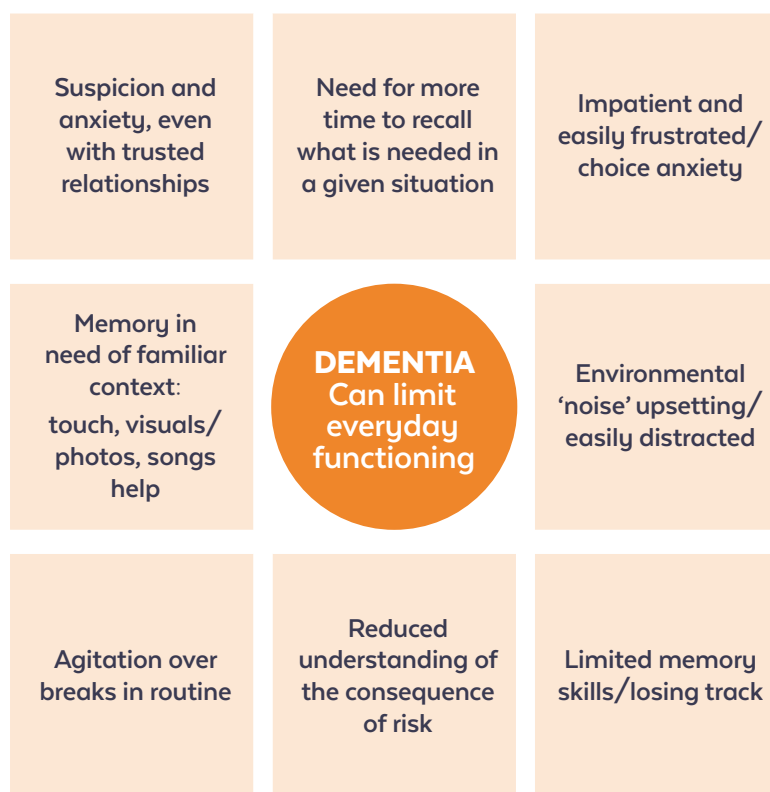 Suspicion and
anxiety, even
with trusted
relationships
Need for more
time to recall
what is needed in
a given situation
Impatient and
easily frustrated/
choice anxiety
Memory in
need of familiar
context:
touch, visuals/
photos, songs
help
DEMENTIA
Can limit
everyday
functioning
Environmental
‘noise’ upsetting/
easily distracted
Agitation over
breaks in routine
Reduced
understanding of
the consequence
of risk
Limited memory
skills/losing track